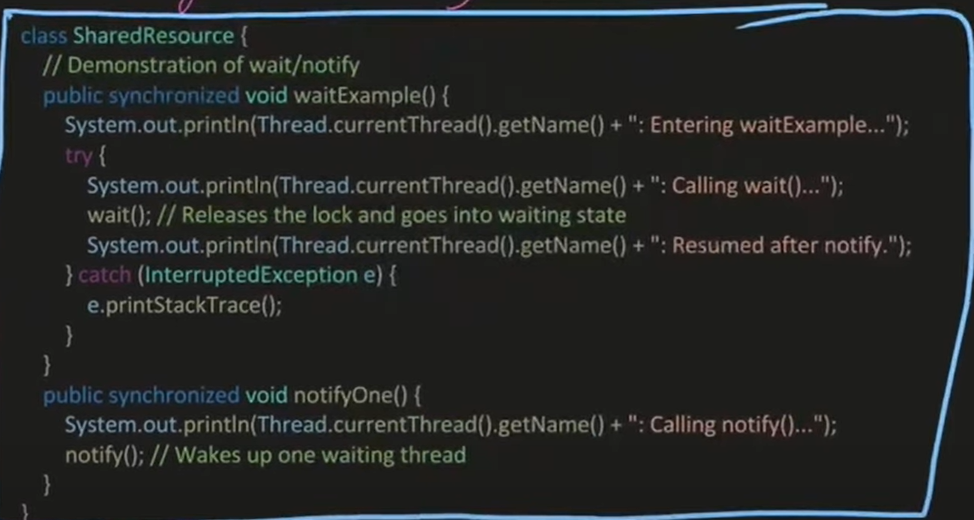 class SharedResource {
// Demonstration of wait/notify
public synchronized void waitExample() {
System.out.println(Thread.currentThread().getName() + ": Entering waitExample...");
try {
System.out.println(Thread.currentThread().getName() + ": Calling wait()...");
wait(); // Releases the lock and goes into waiting state
System.out.println(Thread.currentThread().getName() + ": Resumed after notify.");
} catch (InterruptedException e) {
e.printStackTrace();
}
}
public synchronized void notifyOne() {
System.out.println(Thread.currentThread().getName() + ": Calling notify()...");
notify(); // Wakes up one waiting thread
}
}